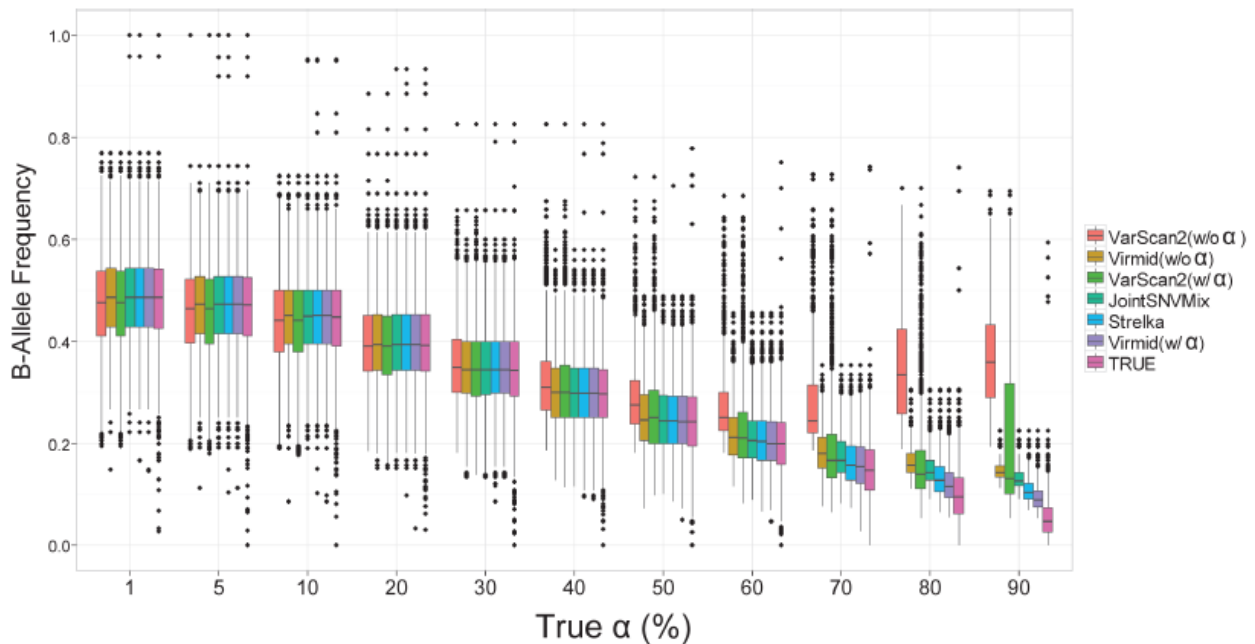 1.0
0.8
0.6
0.4
0.2
0.0
B-Allele Frequency
1 5 10 20 30 40 50 60 70 80 90
True α (%)
VarScan2(w/o α )
Virmid(w/o α)
VarScan2(w/ α)
JointSNVMix
Strelka
Virmid(w/ α)
TRUE